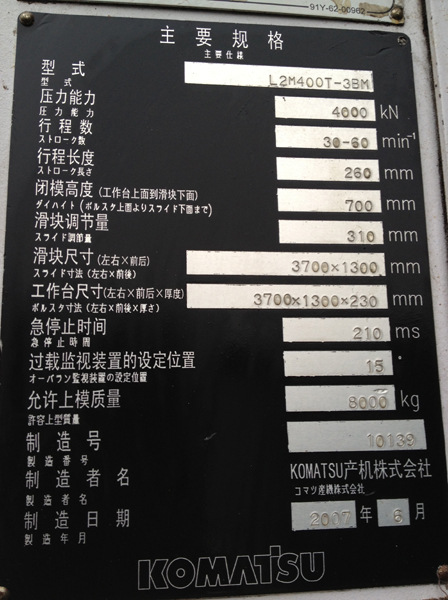 91Y-62-00962
主要规格
主要仕様
型式 L2M400T-3BM
型式
压力能力 4000 kN
圧力能力
行程数 30-60 min⁻¹
ストローク数
行程长度 260 mm
ストローク長さ
闭模高度(工作台上面到滑块下面) 700 mm
ダイハイト(ボルスタ上面よりスライド下面まで)
滑块调节量 310 mm
スライド調節量
滑块尺寸(左右×前后) 3700×1300 mm
スライド寸法(左右×前後)
工作台尺寸(左右×前后×厚度) 3700×1300×230 mm
ボルスタ寸法(左右×前後×厚さ)
急停止时间 210 ms
急停止時間
过载监视装置的设定位置 15
オーバラン監視装置の設定位置
允许上模质量 8000 kg
許容上型質量
制造号 10139
製造番号
制造者名 KOMATSU产机株式会社
製造者名 コマツ産機株式会社
制造日期 2007 年 6 月
製造年月
KOMATSU